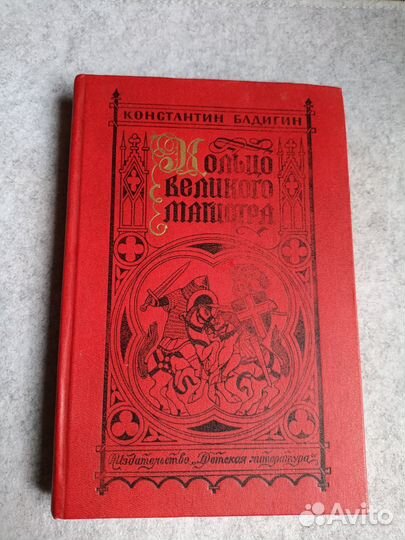 КОНСТАНТИН БАДИГИН
Кольцо
великого
магистра
Издательство „Детская литература"
Avito